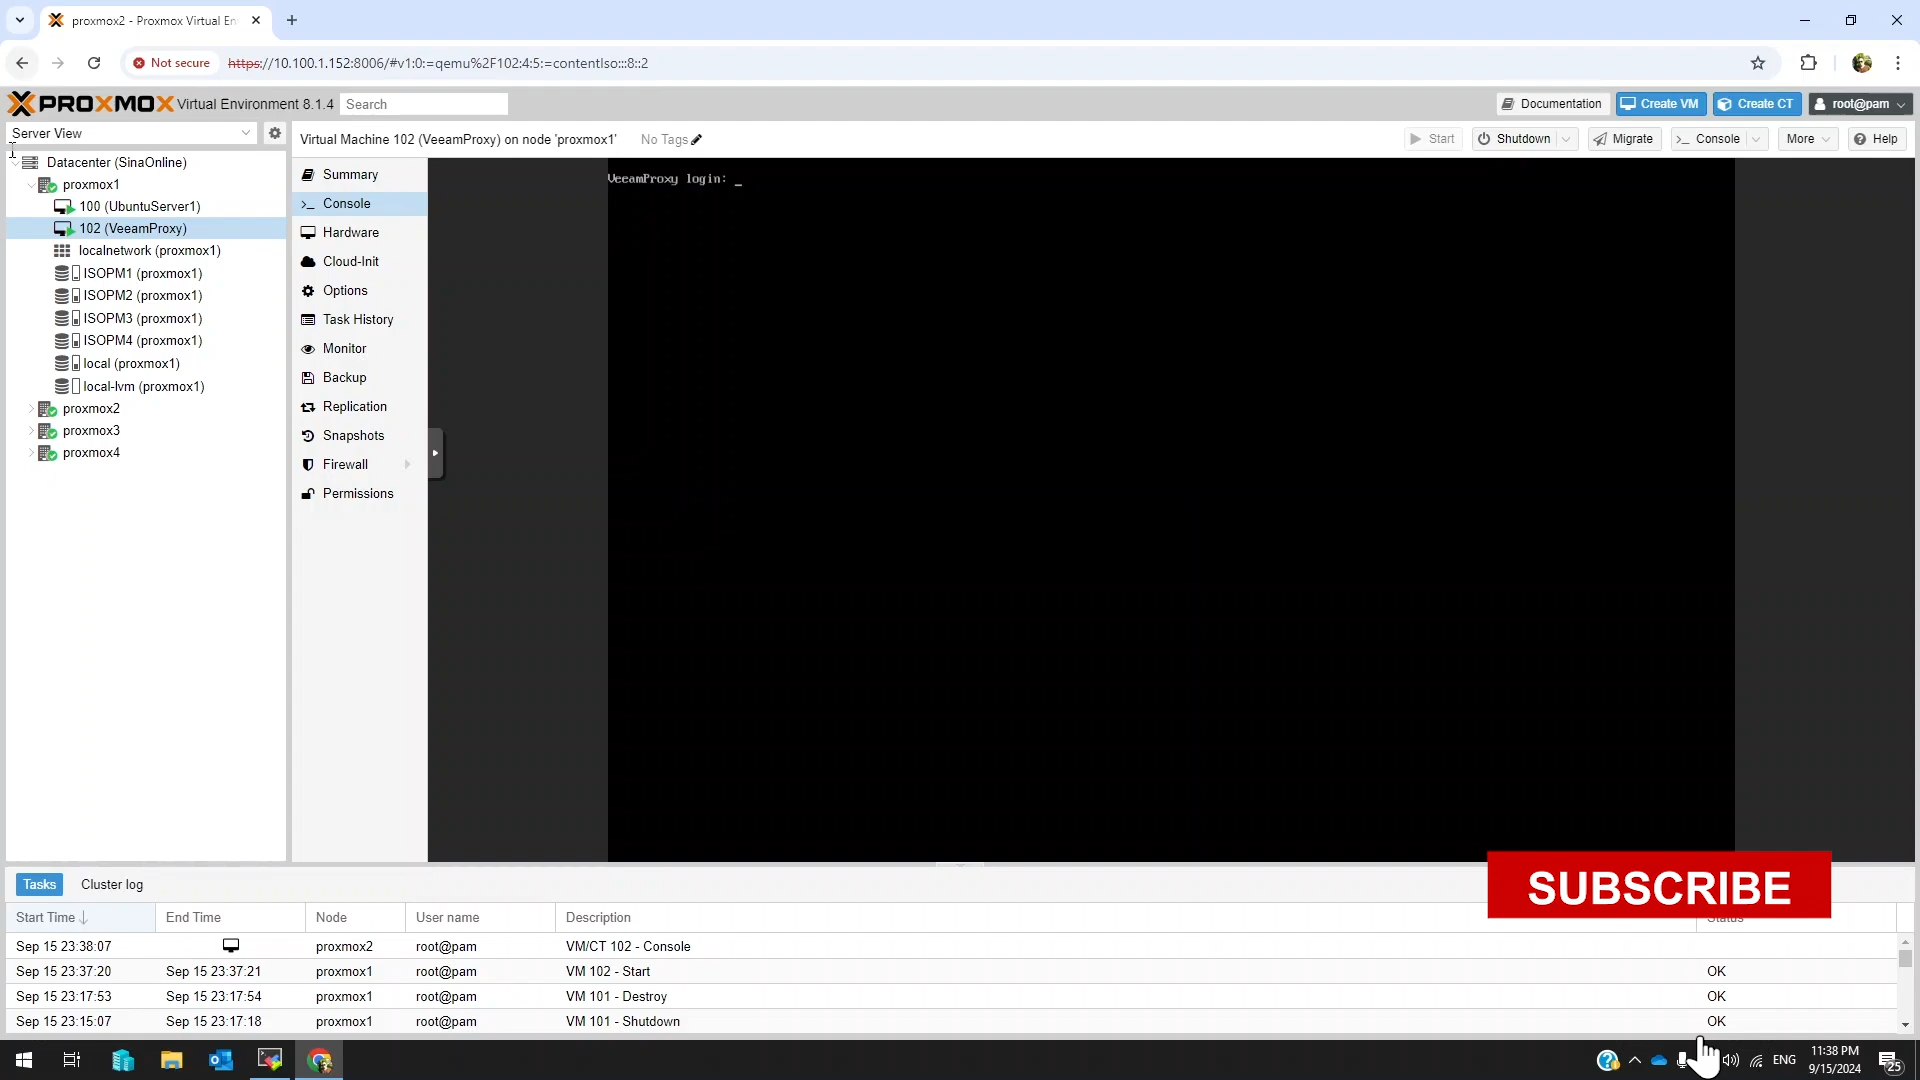 proxmox2 - Proxmox Virtual En
Not secure
https://10.100.1.152:8006/#v1:0:=qemu%2F102:4:5:=contentIso:::8::2
PROXMOX Virtual Environment 8.1.4
Search
Documentation
Create VM
Create CT
root@pam
Server View
Virtual Machine 102 (VeeamProxy) on node 'proxmox1'
No Tags
Start
Shutdown
Migrate
Console
More
Help
Datacenter (SinaOnline)
proxmox1
100 (UbuntuServer1)
102 (VeeamProxy)
localnetwork (proxmox1)
ISOPM1 (proxmox1)
ISOPM2 (proxmox1)
ISOPM3 (proxmox1)
ISOPM4 (proxmox1)
local (proxmox1)
local-lvm (proxmox1)
proxmox2
proxmox3
proxmox4
Summary
Console
Hardware
Cloud-Init
Options
Task History
Monitor
Backup
Replication
Snapshots
Firewall
Permissions
VeeamProxy login: _
SUBSCRIBE
Tasks
Cluster log
Start Time
End Time
Node
User name
Description
Status
Sep 15 23:38:07 proxmox2 root@pam VM/CT 102 - Console
Sep 15 23:37:20 Sep 15 23:37:21 proxmox1 root@pam VM 102 - Start OK
Sep 15 23:17:53 Sep 15 23:17:54 proxmox1 root@pam VM 101 - Destroy OK
Sep 15 23:15:07 Sep 15 23:17:18 proxmox1 root@pam VM 101 - Shutdown OK
ENG
11:38 PM
9/15/2024
25